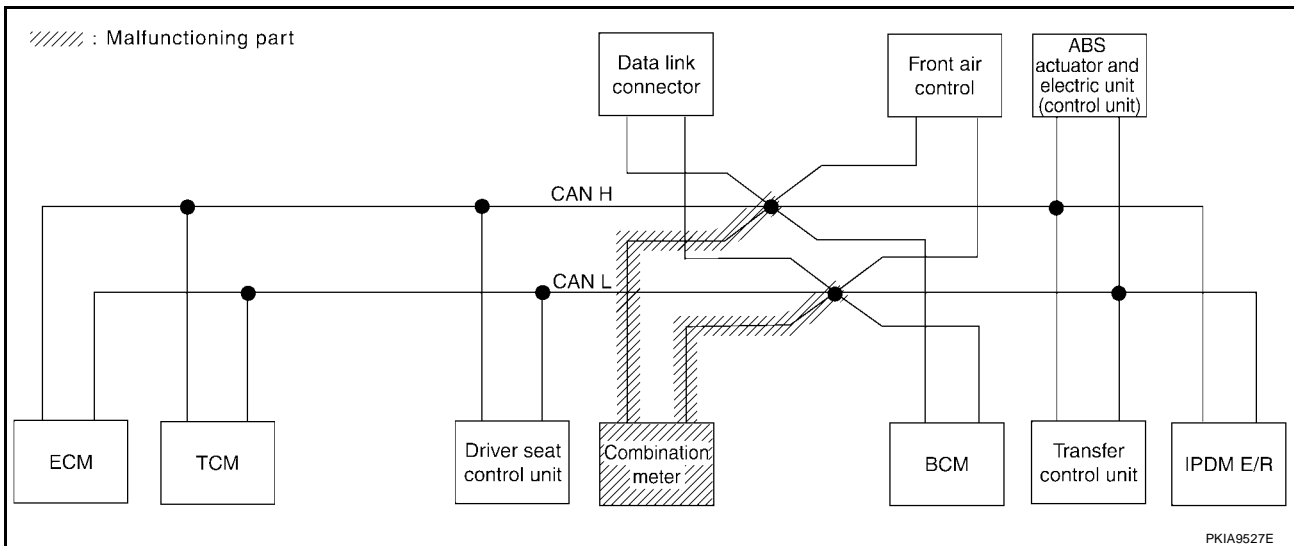 : Malfunctioning part
Data link
connector
Front air
control
ABS
actuator and
electric unit
(control unit)
CAN H
CAN L
ECM
TCM
Driver seat
control unit
Combination
meter
BCM
Transfer
control unit
IPDM E/R
PKIA9527E